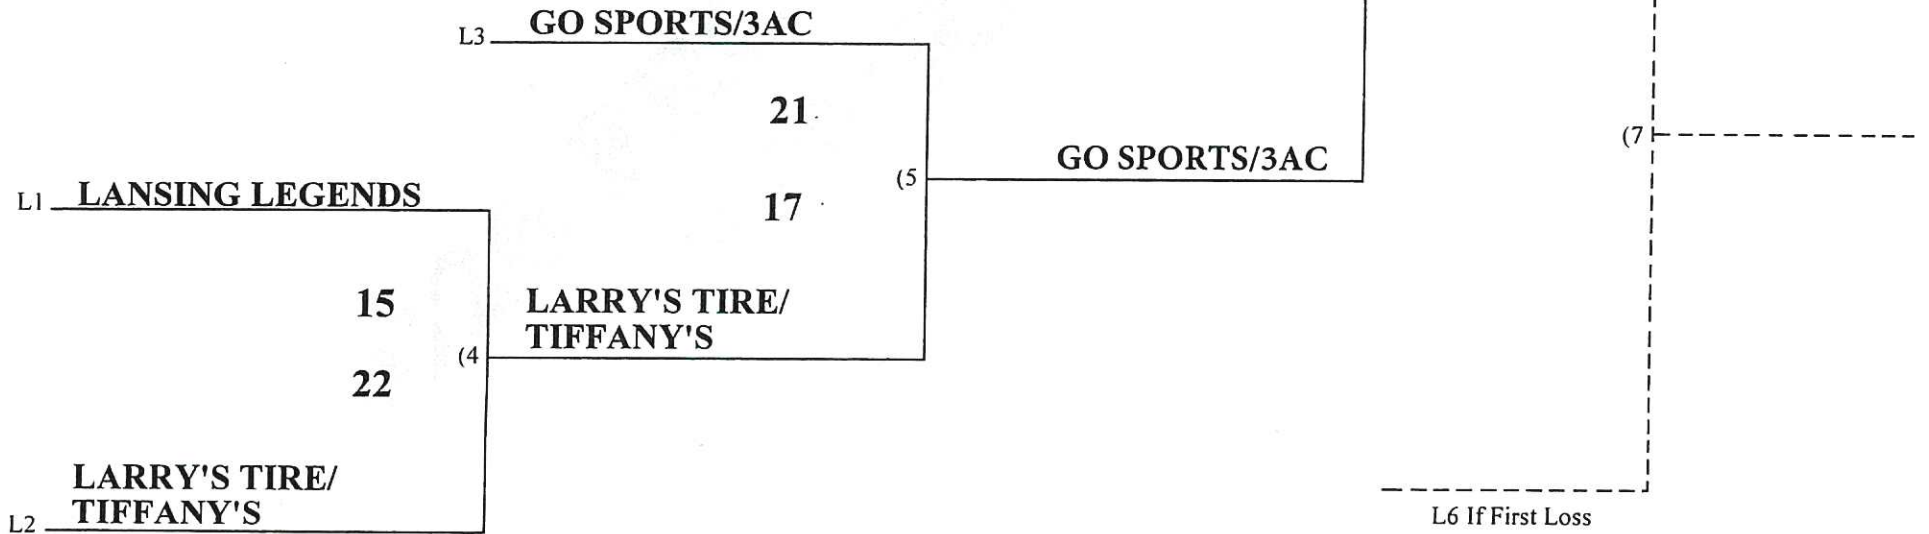 L3 GO SPORTS/3AC
21
(7
(5 GO SPORTS/3AC
L1 LANSING LEGENDS
17
15
LARRY'S TIRE/
TIFFANY'S
(4
22
LARRY'S TIRE/
TIFFANY'S
L2
L6 If First Loss